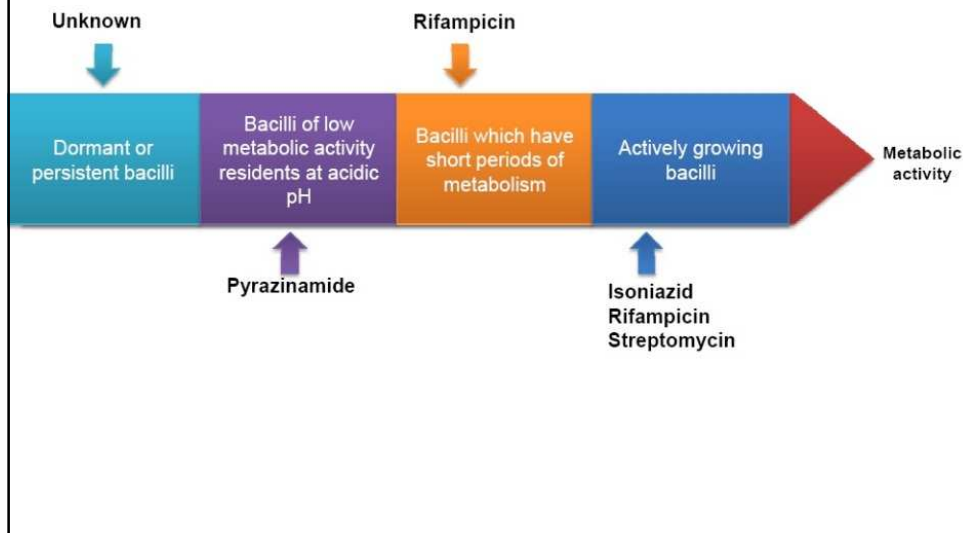 Unknown
Rifampicin
Dormant or
persistent bacilli
Bacilli of low
metabolic activity
residents at acidic
pH
Bacilli which have
short periods of
metabolism
Actively growing
bacilli
Metabolic
activity
Pyrazinamide
Isoniazid
Rifampicin
Streptomycin